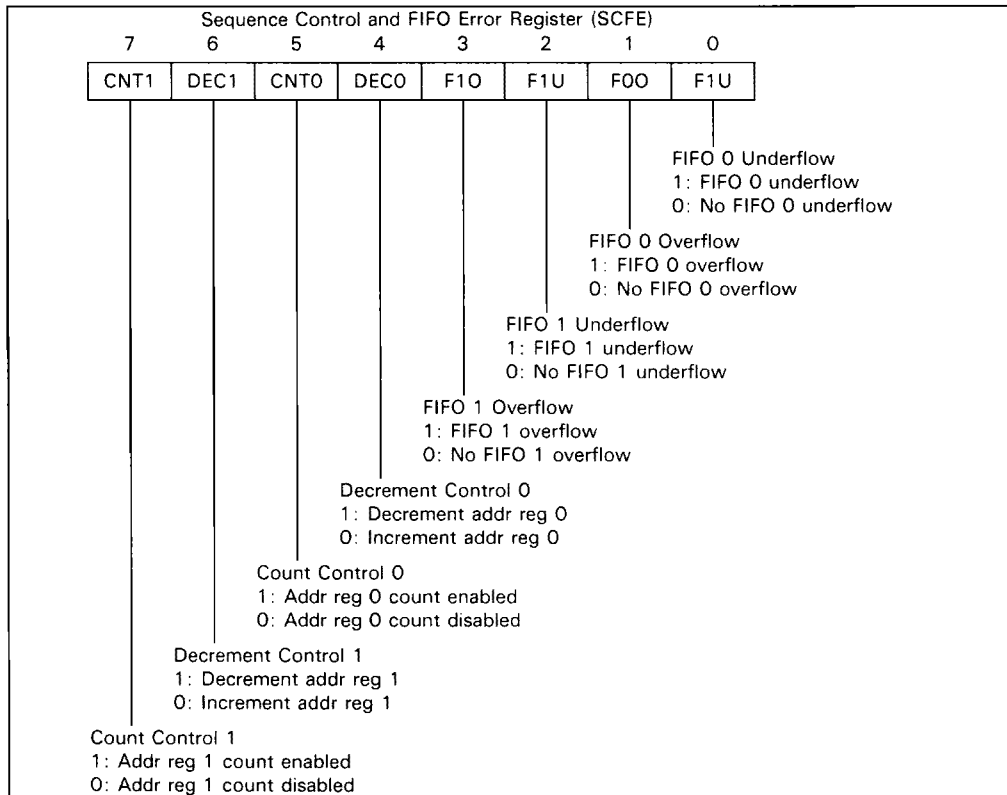 Sequence Control and FIFO Error Register (SCFE)
7 6 5 4 3 2 1 0
CNT1 DEC1 CNT0 DEC0 F1O F1U F0O F1U
FIFO 0 Underflow
1: FIFO 0 underflow
0: No FIFO 0 underflow
FIFO 0 Overflow
1: FIFO 0 overflow
0: No FIFO 0 overflow
FIFO 1 Underflow
1: FIFO 1 underflow
0: No FIFO 1 underflow
FIFO 1 Overflow
1: FIFO 1 overflow
0: No FIFO 1 overflow
Decrement Control 0
1: Decrement addr reg 0
0: Increment addr reg 0
Count Control 0
1: Addr reg 0 count enabled
0: Addr reg 0 count disabled
Decrement Control 1
1: Decrement addr reg 1
0: Increment addr reg 1
Count Control 1
1: Addr reg 1 count enabled
0: Addr reg 1 count disabled